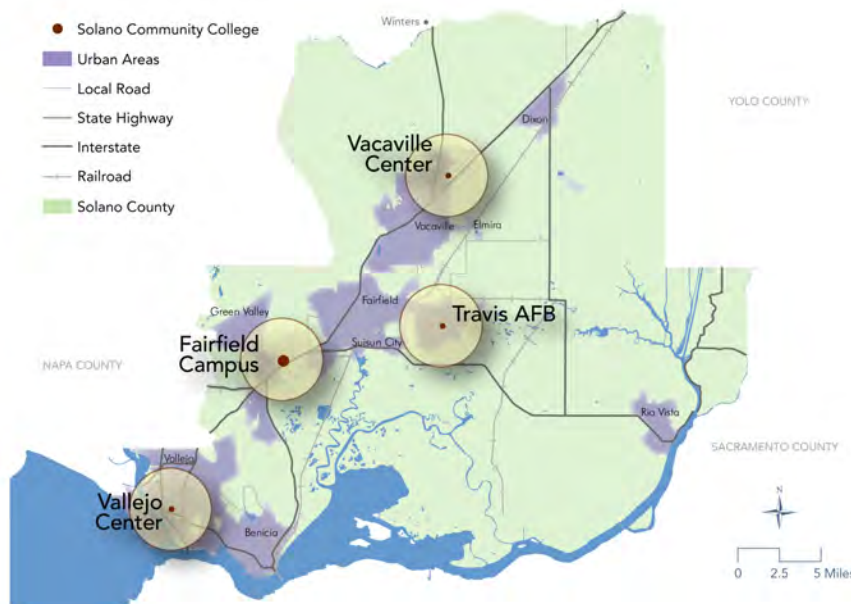 Solano Community College
Urban Areas
Local Road
State Highway
Interstate
Railroad
Solano County
Winters
YOLO COUNTY
Dixon
Vacaville
Center
Vacaville
Elmira
Green Valley
Fairfield
Travis AFB
Fairfield
Campus
Suisun City
NAPA COUNTY
Rio Vista
SACRAMENTO COUNTY
Vallejo
Vallejo
Center
Benicia
N
0 2.5 5 Miles